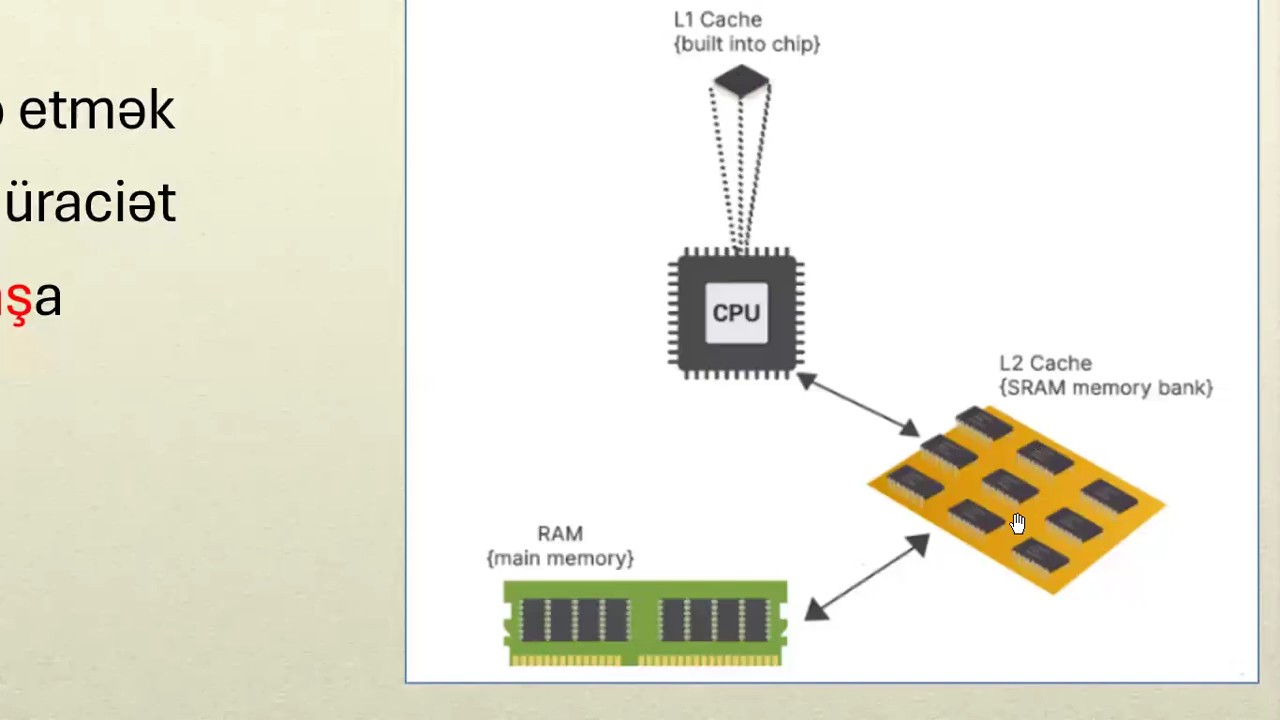 etmək
üraciət
şa
L1 Cache
{built into chip}
CPU
L2 Cache
{SRAM memory bank}
RAM
{main memory}